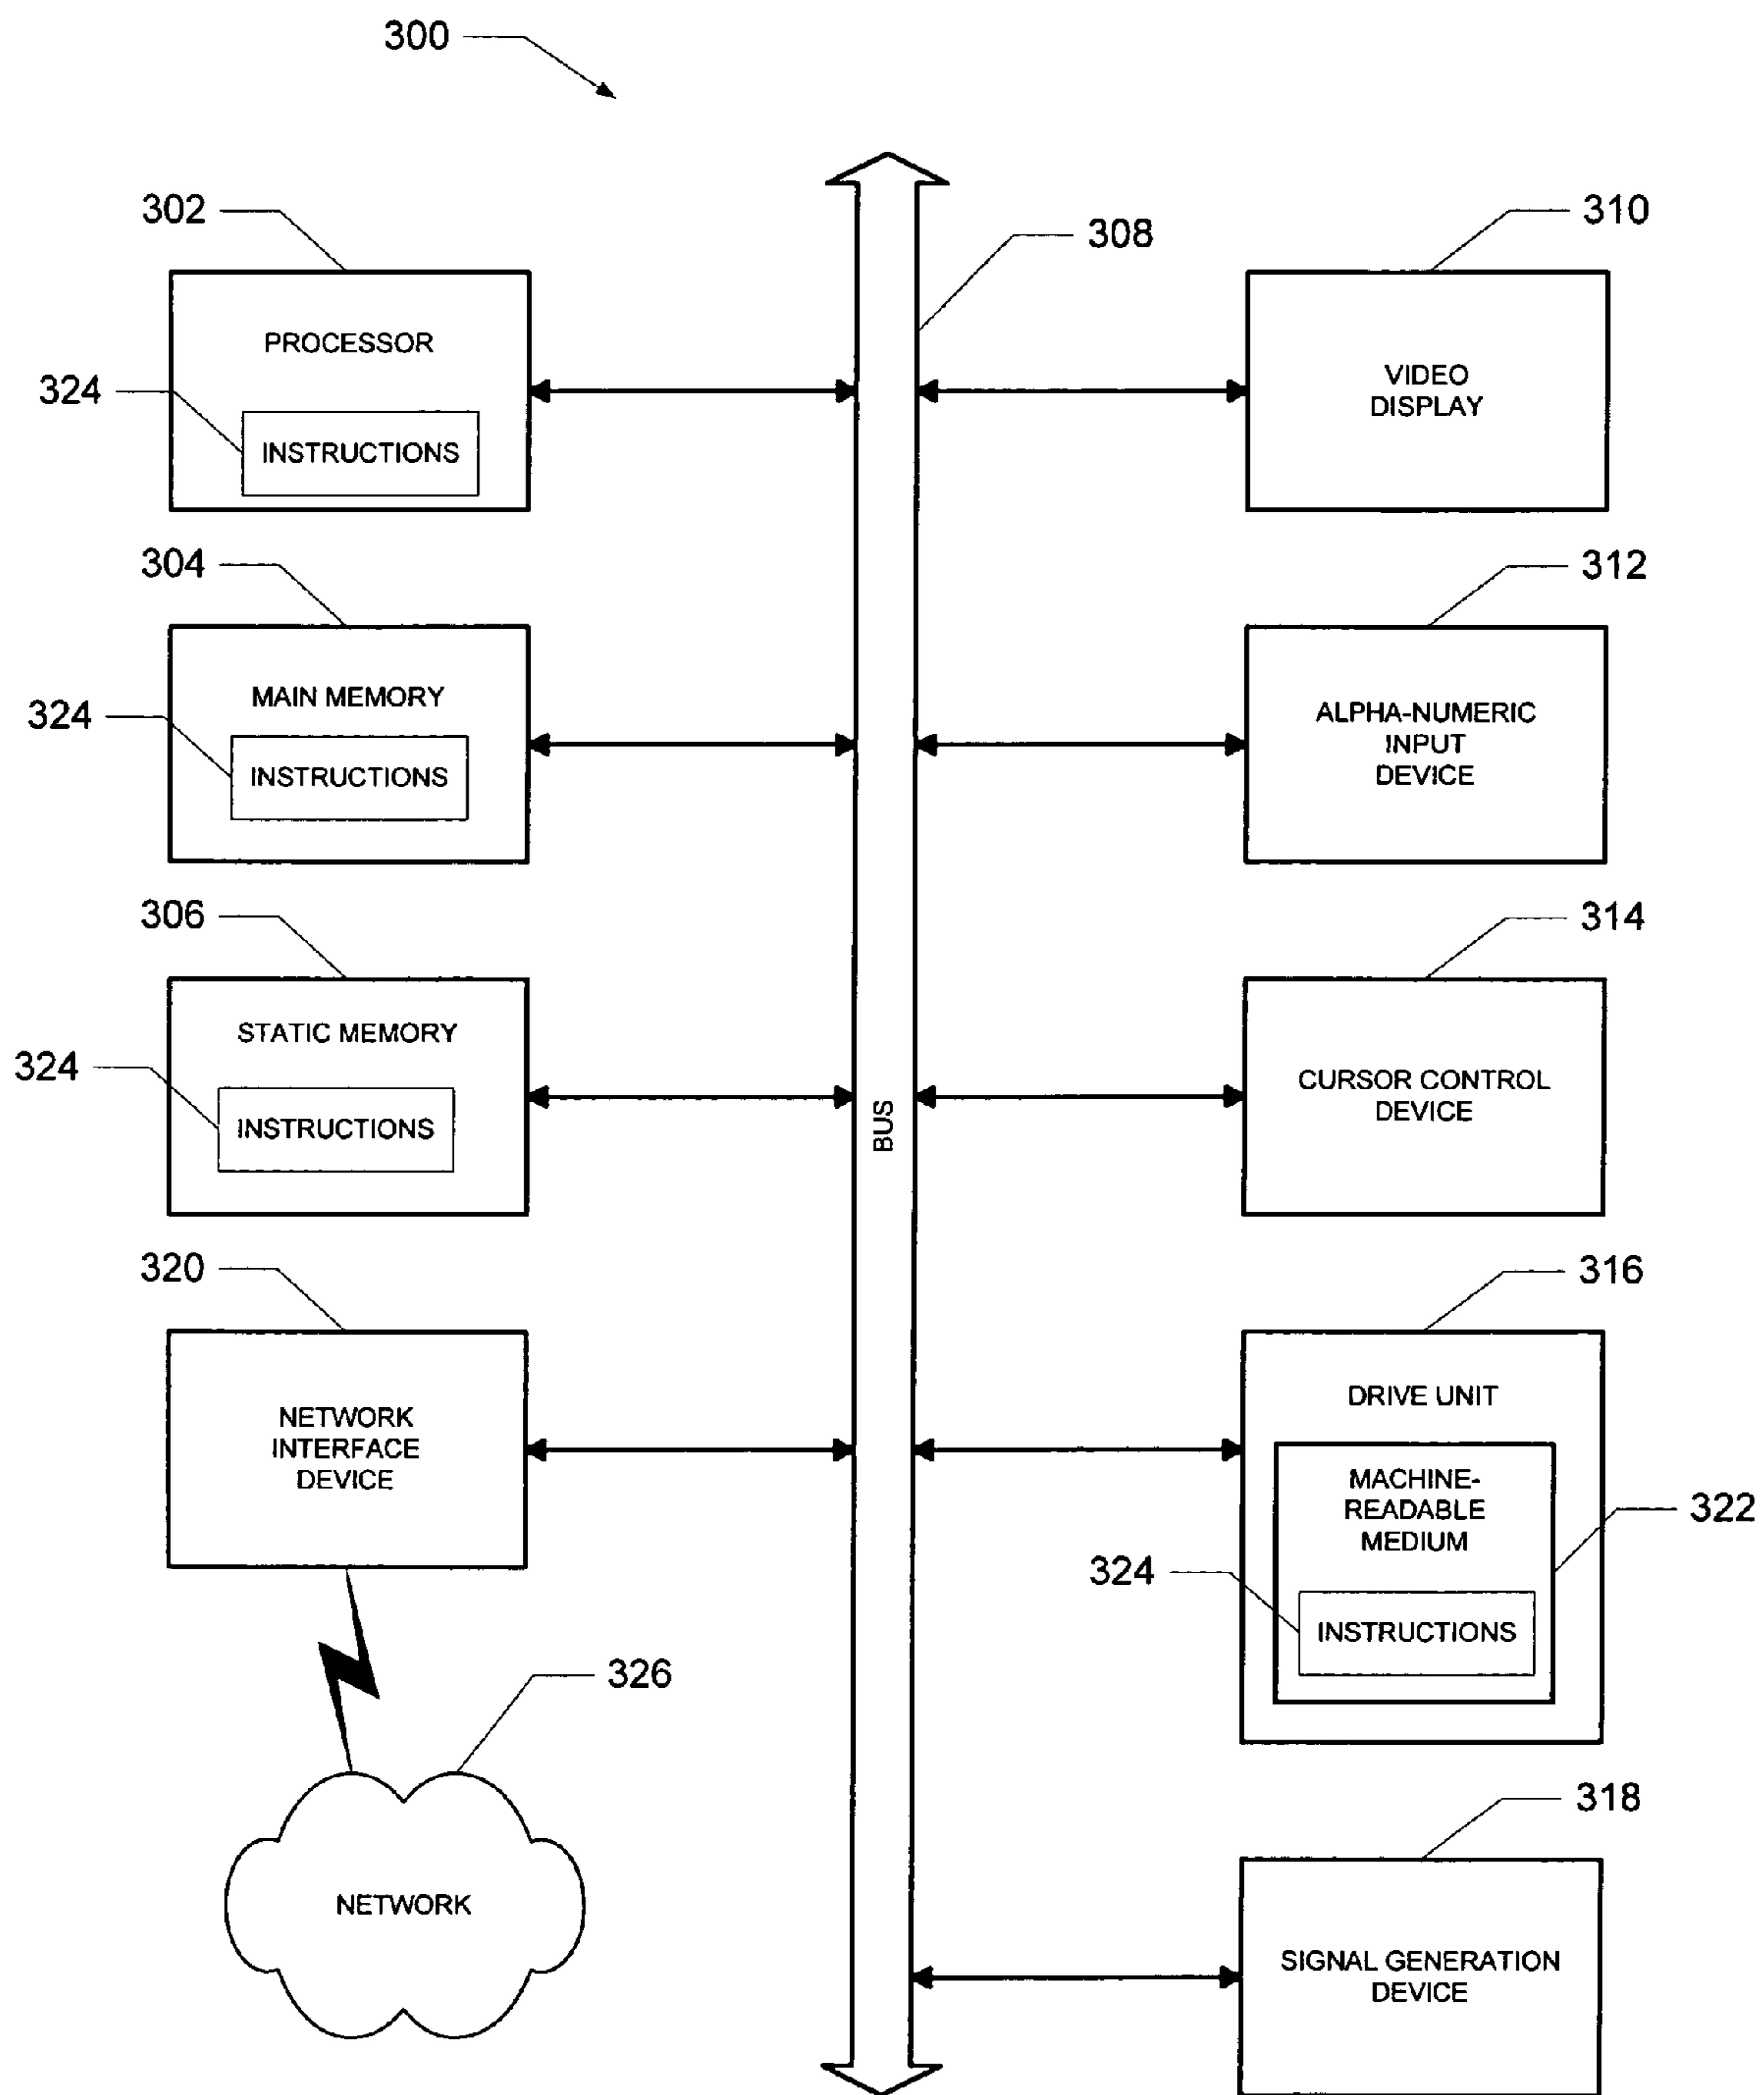 300
302
308
310
PROCESSOR
324
INSTRUCTIONS
VIDEO
DISPLAY
304
312
MAIN MEMORY
324
INSTRUCTIONS
ALPHA-NUMERIC
INPUT
DEVICE
306
314
STATIC MEMORY
324
INSTRUCTIONS
BUS
CURSOR CONTROL
DEVICE
320
316
NETWORK
INTERFACE
DEVICE
DRIVE UNIT
MACHINE-
READABLE
MEDIUM
322
324
INSTRUCTIONS
326
NETWORK
318
SIGNAL GENERATION
DEVICE